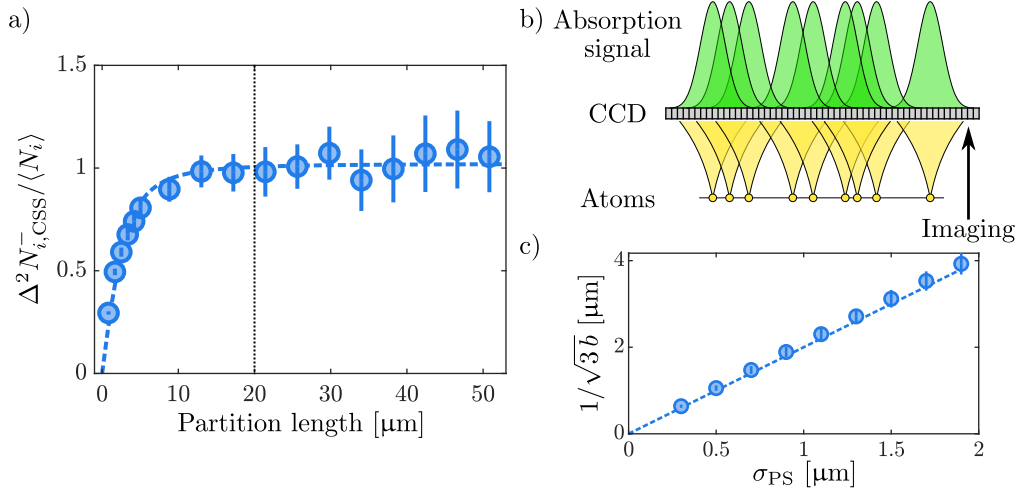 a)
1.5
1
0.5
0
0 10 20 30 40 50
Partition length [μm]
Δ²N⁻ᵢ,CSS/⟨Nᵢ⟩
b)
Absorption
signal
CCD
Atoms
Imaging
c)
4
2
0
0 0.5 1 1.5 2
σPS [μm]
1/√3b [μm]